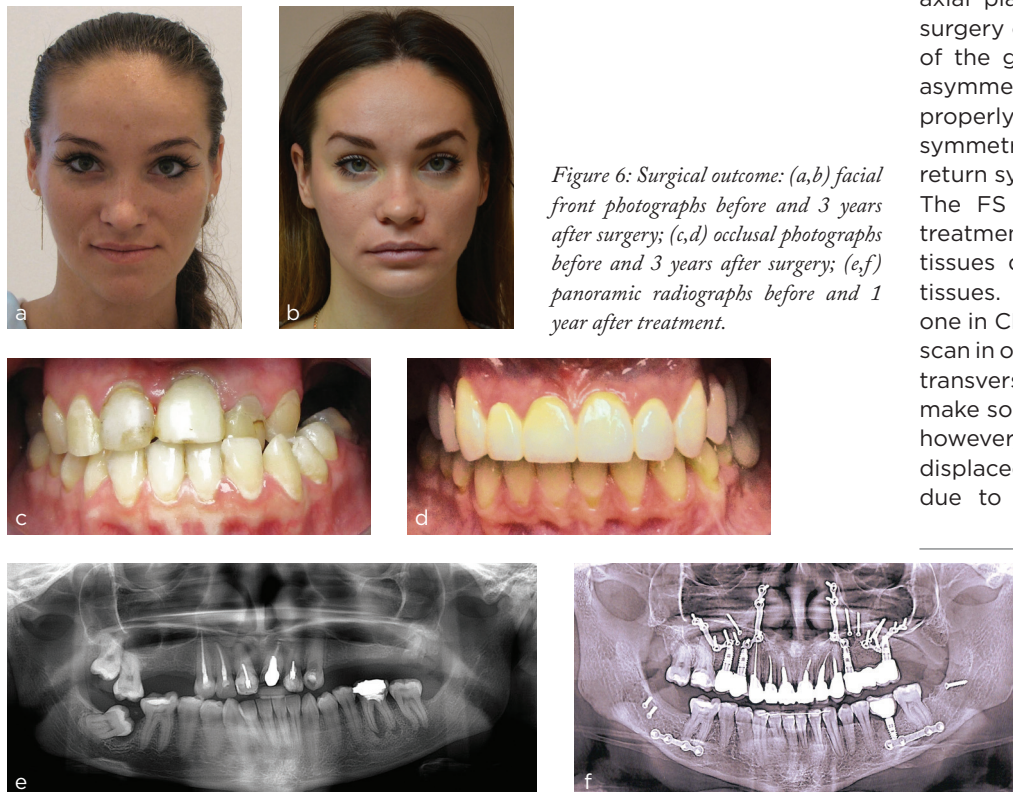 a
b
Figure 6: Surgical outcome: (a,b) facial
front photographs before and 3 years
after surgery; (c,d) occlusal photographs
before and 3 years after surgery; (e,f)
panoramic radiographs before and 1
year after treatment.
c
d
e
f
axial pla
surgery
of the g
asymme
properly
symmetr
return sy
The FS
treatmen
tissues
tissues.
one in C
scan in o
transvers
make so
however
displaced
due to